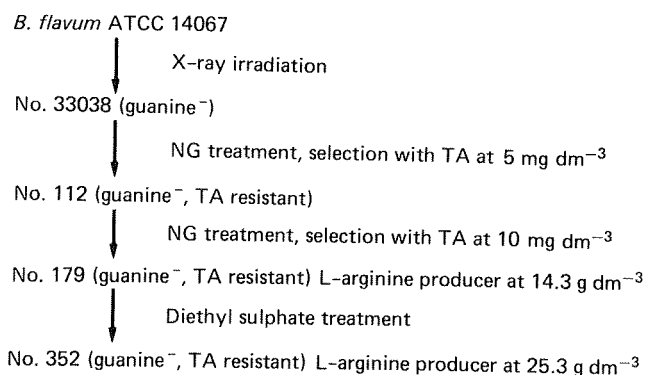 B. flavum ATCC 14067
X-ray irradiation
No. 33038 (guanine⁻)
NG treatment, selection with TA at 5 mg dm⁻³
No. 112 (guanine⁻, TA resistant)
NG treatment, selection with TA at 10 mg dm⁻³
No. 179 (guanine⁻, TA resistant) L-arginine producer at 14.3 g dm⁻³
Diethyl sulphate treatment
No. 352 (guanine⁻, TA resistant) L-arginine producer at 25.3 g dm⁻³